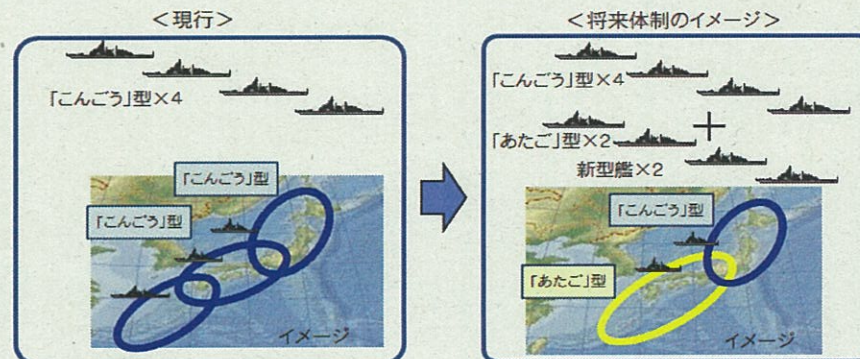 ＜現行＞
「こんごう」型×4
「こんごう」型
「こんごう」型
イメージ
＜将来体制のイメージ＞
「こんごう」型×4
「あたご」型×2
＋
新型艦×2
「こんごう」型
「あたご」型
イメージ